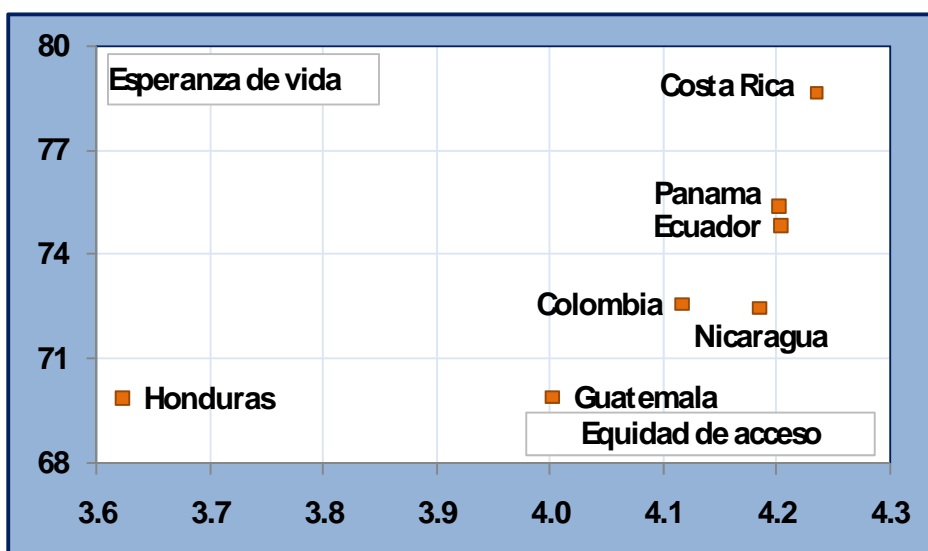 80
Esperanza de vida
Costa Rica
77
Panama
Ecuador
74
Colombia
Nicaragua
71
Honduras
Guatemala
Equidad de acceso
68
3.6 3.7 3.8 3.9 4.0 4.1 4.2 4.3